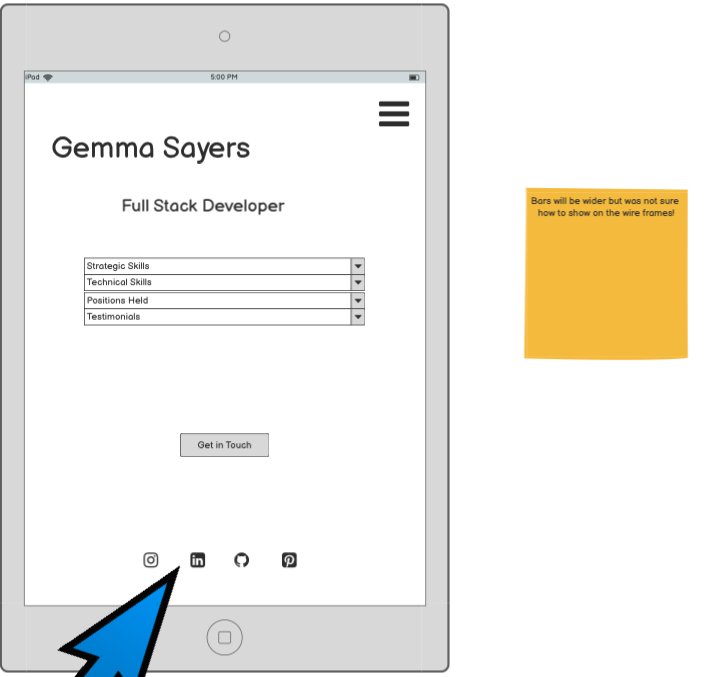 iPad
5:00 PM
Gemma Sayers
Full Stack Developer
Strategic Skills
Technical Skills
Positions Held
Testimonials
Get in Touch
in
Bars will be wider but was not sure
how to show on the wire frames!